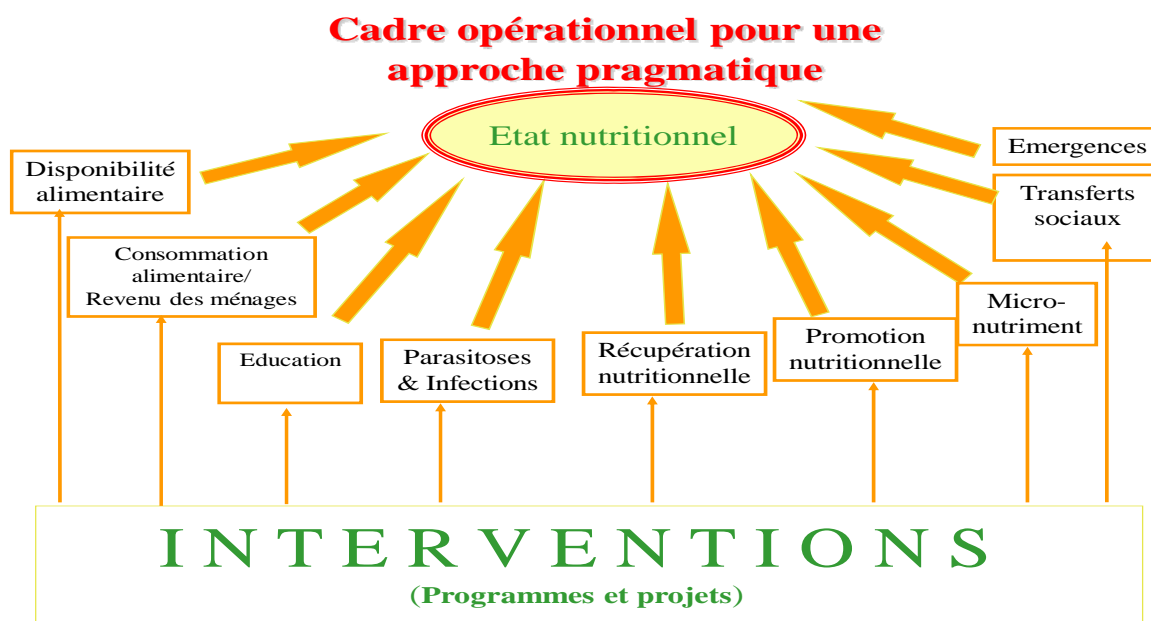 Cadre opérationnel pour une
approche pragmatique
Etat nutritionnel
Disponibilité
alimentaire
Consommation
alimentaire/
Revenu des ménages
Education
Parasitoses
& Infections
Récupération
nutritionnelle
Promotion
nutritionnelle
Micro-
nutriment
Emergences
Transferts
sociaux
INTERVENTIONS
(Programmes et projets)